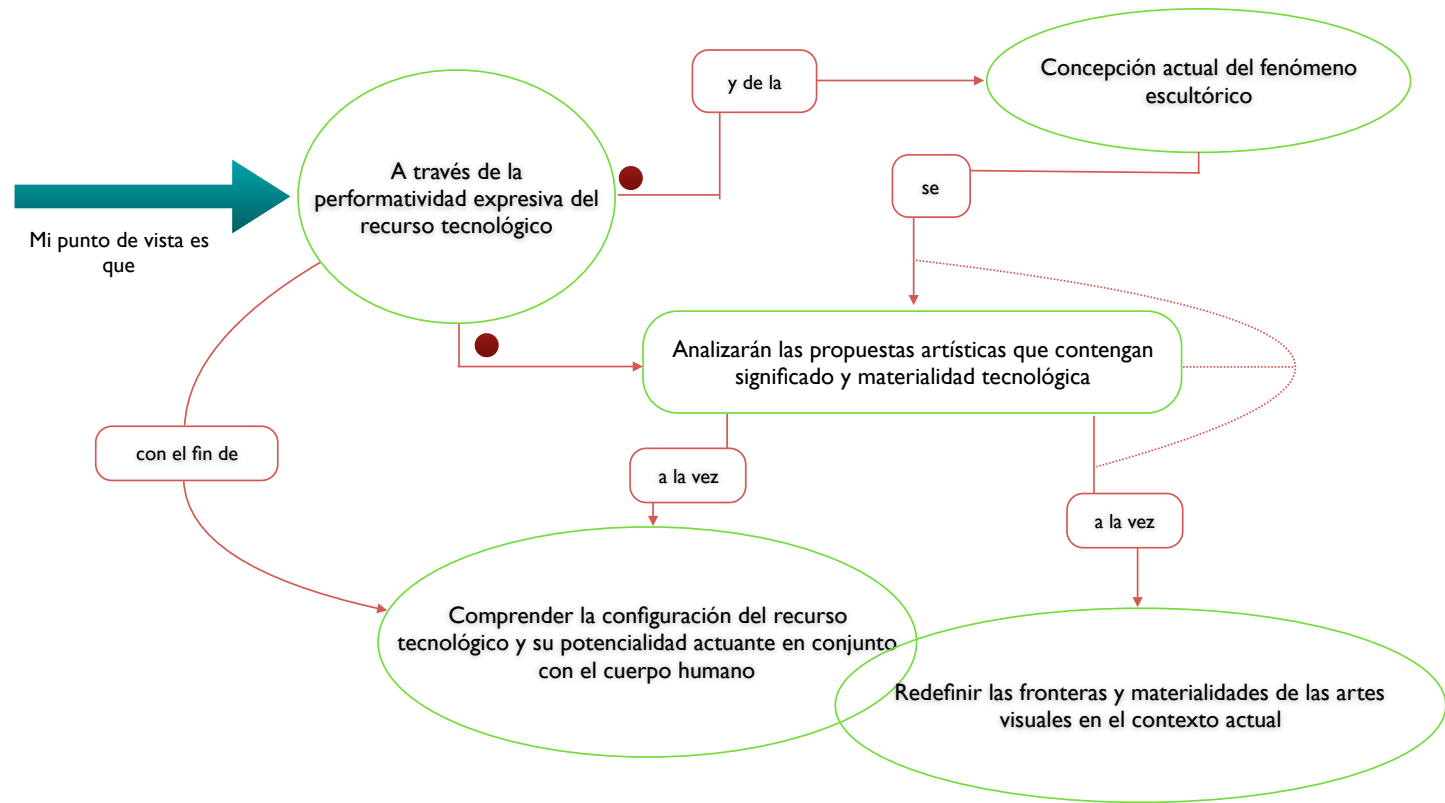 Mi punto de vista es
que
A través de la
performatividad expresiva del
recurso tecnológico
y de la
Concepción actual del fenómeno
escultórico
se
Analizarán las propuestas artísticas que contengan
significado y materialidad tecnológica
con el fin de
a la vez
a la vez
Comprender la configuración del recurso
tecnológico y su potencialidad actuante en conjunto
con el cuerpo humano
Redefinir las fronteras y materialidades de las artes
visuales en el contexto actual